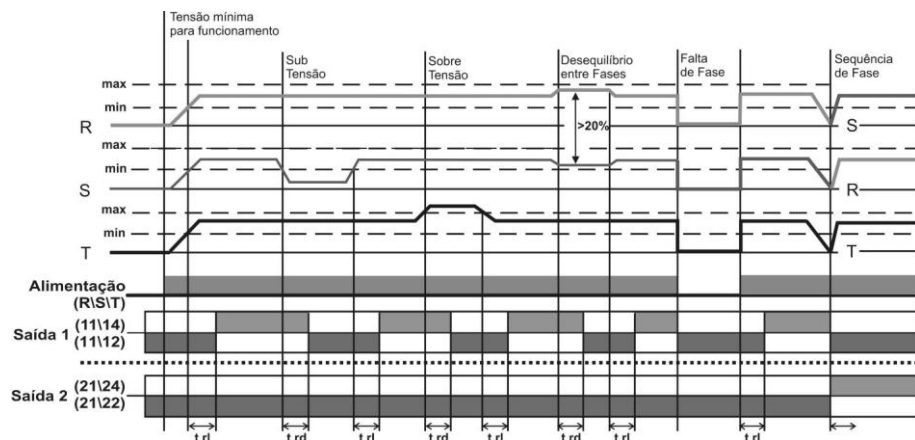 Tensão mínima
para funcionamento
Sub
Tensão
Sobre
Tensão
Desequilíbrio
entre Fases
Falta
de Fase
Sequência
de Fase
max
min
R
>20%
S
max
min
S
R
max
min
T
T
Alimentação
(R\S\T)
Saída 1
(11\14)
(11\12)
Saída 2
(21\24)
(21\22)
t rl
t rd
t rl
t rd
t rl
t rd
t rl
t rl